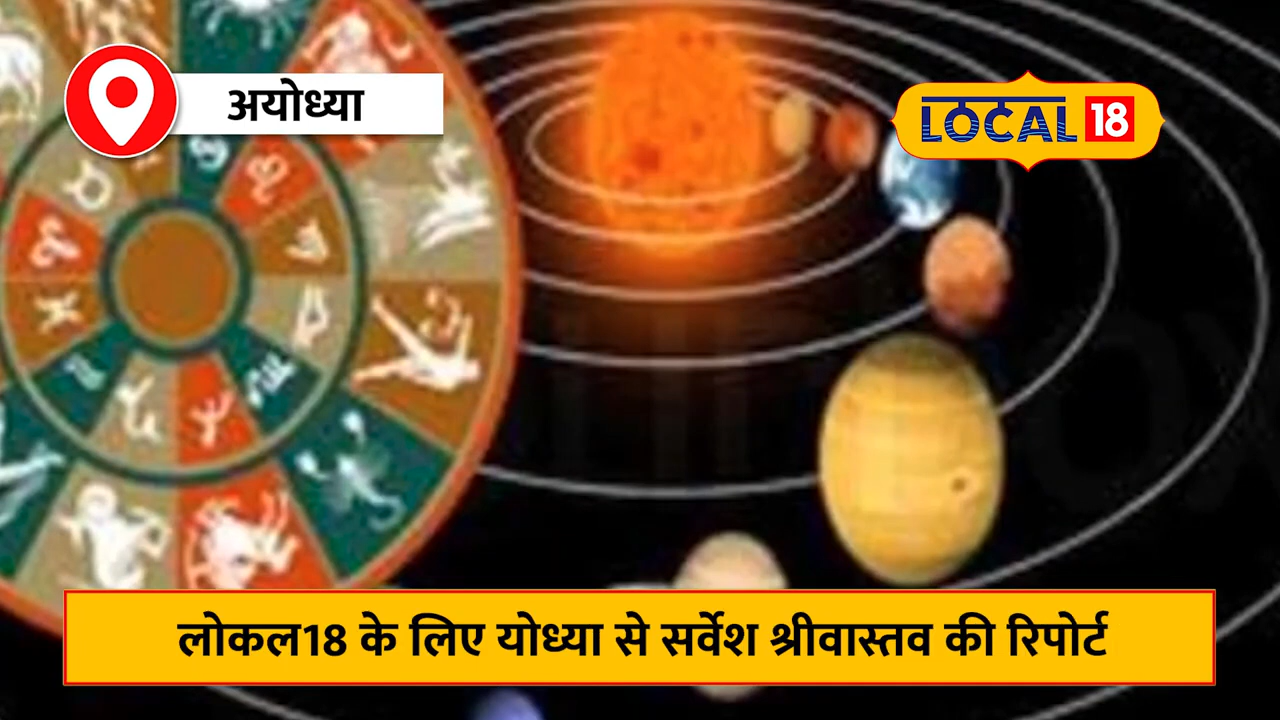 अयोध्या
LOCAL 18
लोकल18 के लिए योध्या से सर्वेश श्रीवास्तव की रिपोर्ट